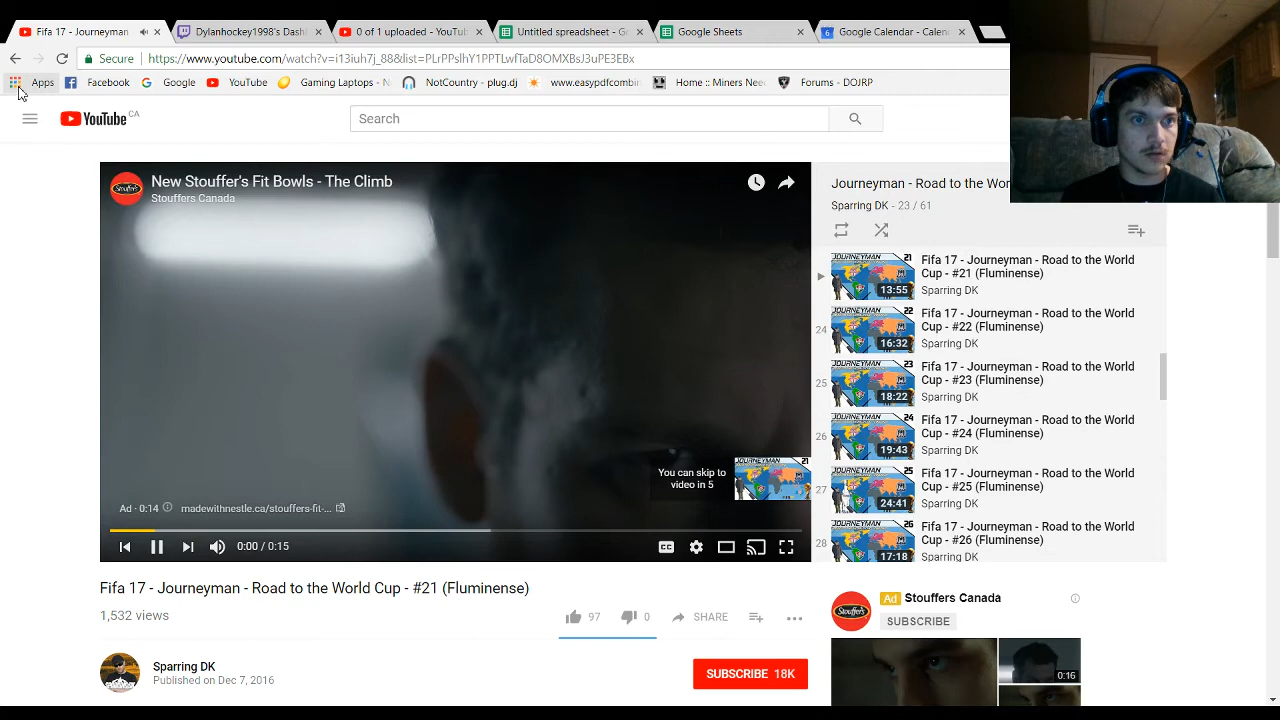 Fifa 17 - Journeyman
Dylanhockey1998's
0 of 1 uploaded - YouTu
Untitled spreadsheet - Go
Google Sheets
Google Calendar - Calen
Secure
https://www.youtube.com/watch?v=i13iuh7j_88&list=PLrPPslhY1PPTLwfTaD8OMXBsJ3uPE3EBx
Apps
Facebook
Google
YouTube
Gaming Laptops -
NotCountry - plug.dj
www.easypdfcombin
Home : Miners Need
Forums - OJRP
YouTube CA
Search
New Stouffer's Fit Bowls - The Climb
Stouffers Canada
You can skip to
video in 5
Ad · 0:14
madewithnestle.ca/stouffers-fit-...
0:00 / 0:15
Journeyman - Road to the Wor
Sparring DK - 23 / 61
Fifa 17 - Journeyman - Road to the World
Cup - #21 (Fluminense)
13:55
Sparring DK
24
Fifa 17 - Journeyman - Road to the World
Cup - #22 (Fluminense)
16:32
Sparring DK
25
Fifa 17 - Journeyman - Road to the World
Cup - #23 (Fluminense)
18:22
Sparring DK
26
Fifa 17 - Journeyman - Road to the World
Cup - #24 (Fluminense)
19:43
Sparring DK
27
Fifa 17 - Journeyman - Road to the World
Cup - #25 (Fluminense)
24:41
Sparring DK
28
Fifa 17 - Journeyman - Road to the World
Cup - #26 (Fluminense)
17:18
Fifa 17 - Journeyman - Road to the World Cup - #21 (Fluminense)
1,532 views
97
0
SHARE
Sparring DK
Published on Dec 7, 2016
SUBSCRIBE 18K
Ad Stouffers Canada
SUBSCRIBE
0:16